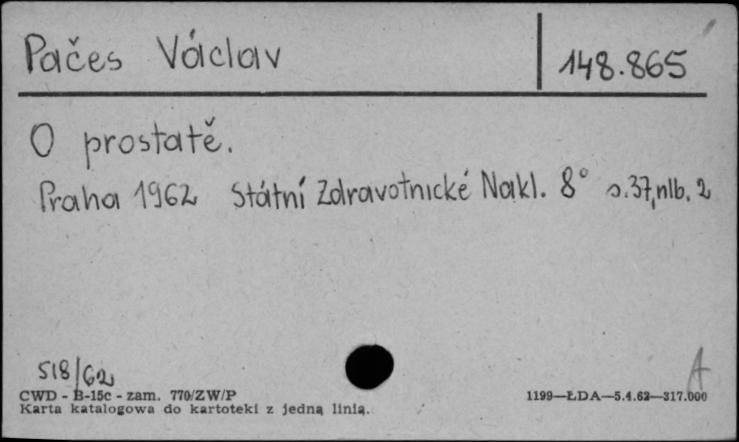 Pačes Václav
148.865
O prostatě.
Praha 1962 Státní Zdravotnické Nakl. 8° s. 37, nlb. 2
518/62
A
CWD - B-15c - zam. 770/ZW/P
1199—ŁDA—5.4.62—317.000
Karta katalogowa do kartoteki z jedną linią.